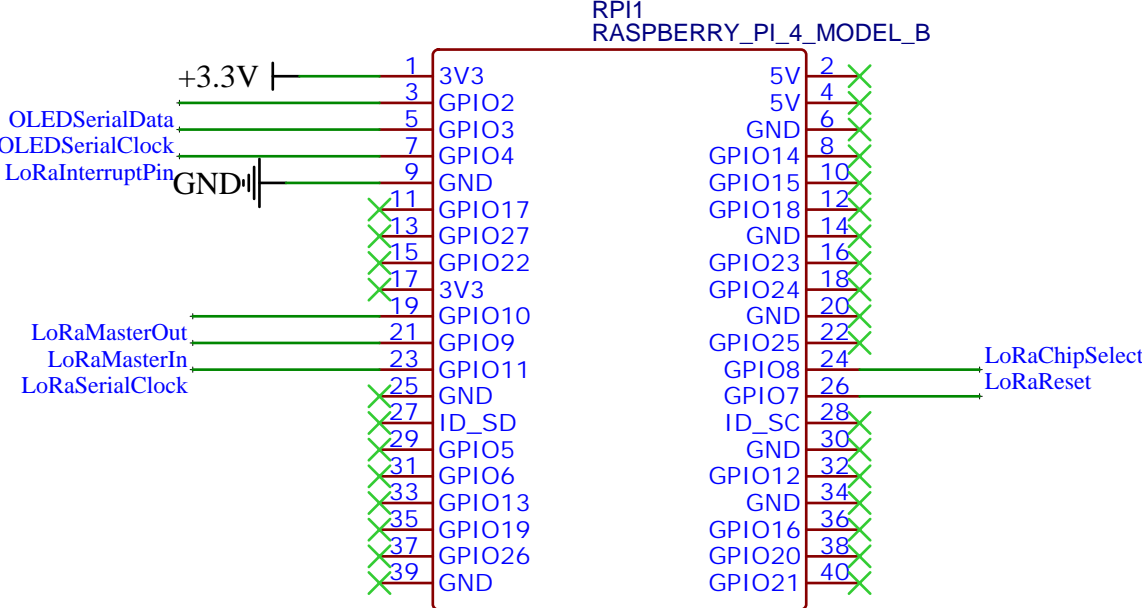 RPI1
RASPBERRY_PI_4_MODEL_B
+3.3V 1 3V3 5V 2
3 GPIO2 5V 4
OLEDSerialData 5 GPIO3 GND 6
OLEDSerialClock 7 GPIO4 GPIO14 8
LoRaInterruptPin GND 9 GND GPIO15 10
11 GPIO17 GPIO18 12
13 GPIO27 GND 14
15 GPIO22 GPIO23 16
17 3V3 GPIO24 18
19 GPIO10 GND 20
LoRaMasterOut 21 GPIO9 GPIO25 22
LoRaMasterIn 23 GPIO11 GPIO8 24 LoRaChipSelect
LoRaSerialClock 25 GND GPIO7 26 LoRaReset
27 ID_SD ID_SC 28
29 GPIO5 GND 30
31 GPIO6 GPIO12 32
33 GPIO13 GND 34
35 GPIO19 GPIO16 36
37 GPIO26 GPIO20 38
39 GND GPIO21 40